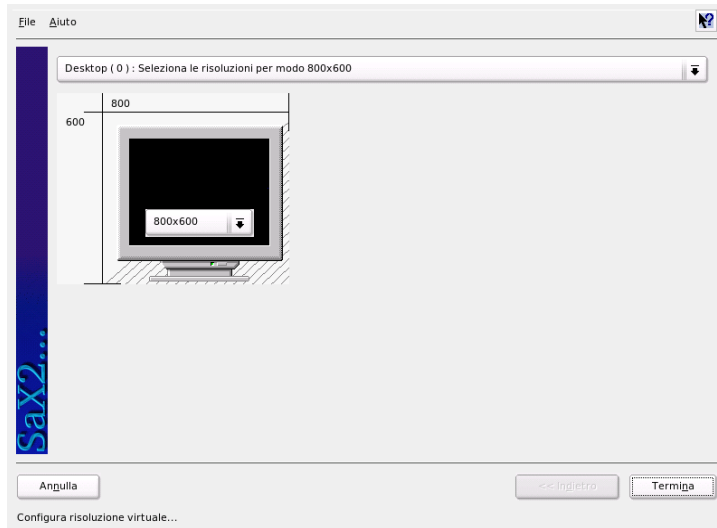 File Aiuto
Desktop ( 0 ) : Seleziona le risoluzioni per modo 800x600
800
600
800x600
SaX2...
Annulla
<< Indietro
Termina
Configura risoluzione virtuale...